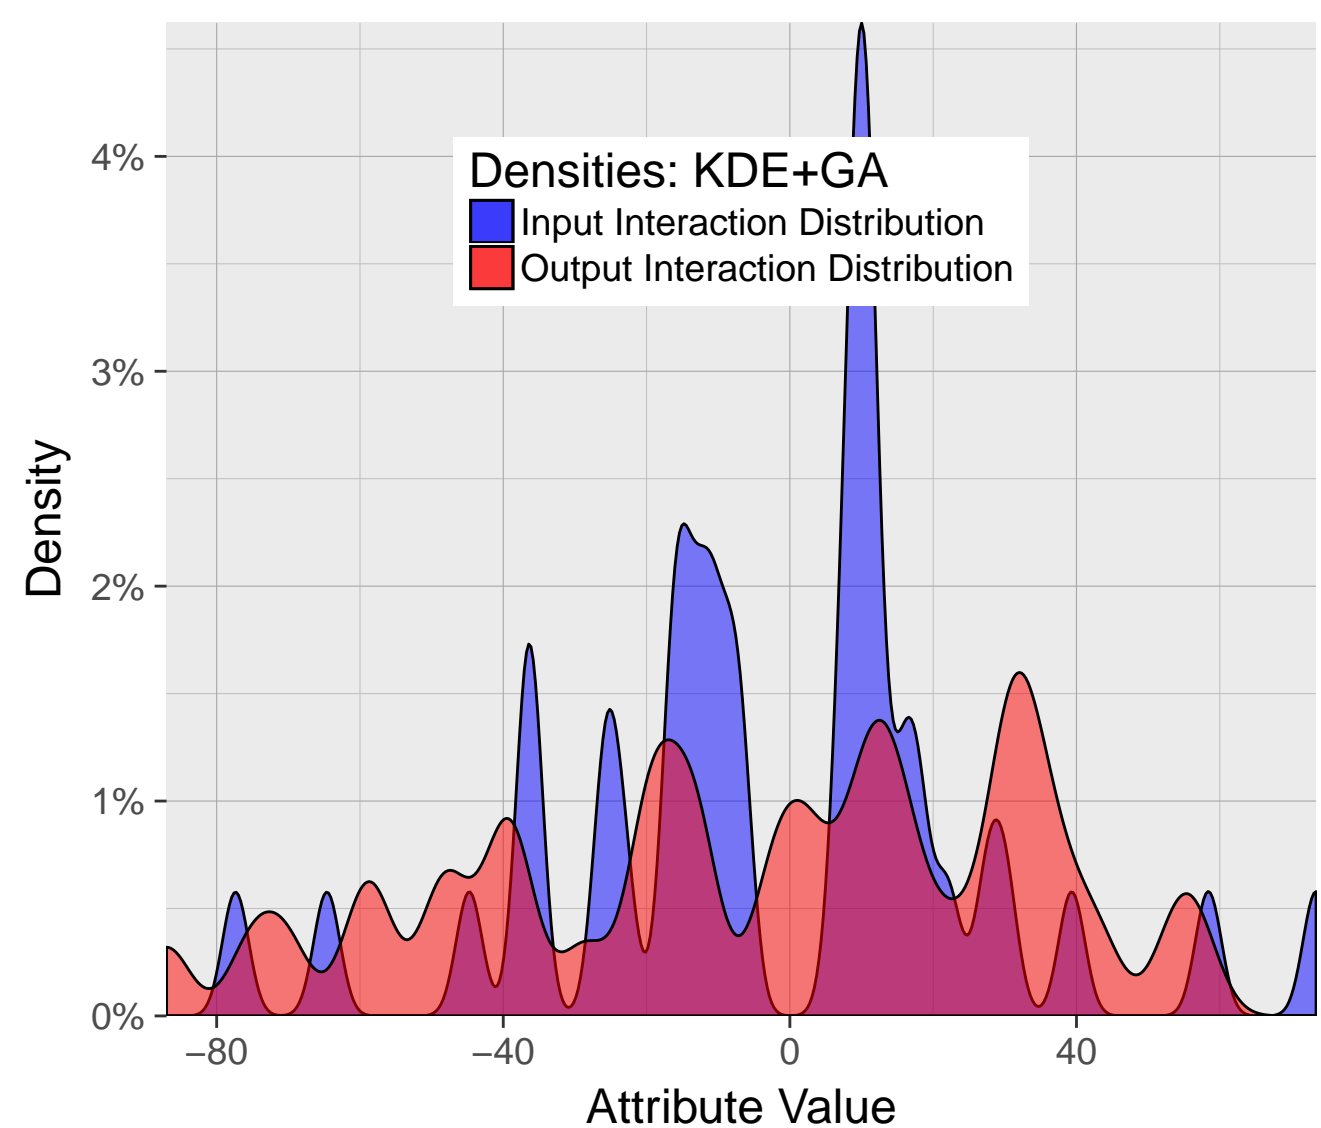 4%
3%
2%
1%
0%
Density
Densities: KDE+GA
Input Interaction Distribution
Output Interaction Distribution
−80
−40
0
40
Attribute Value